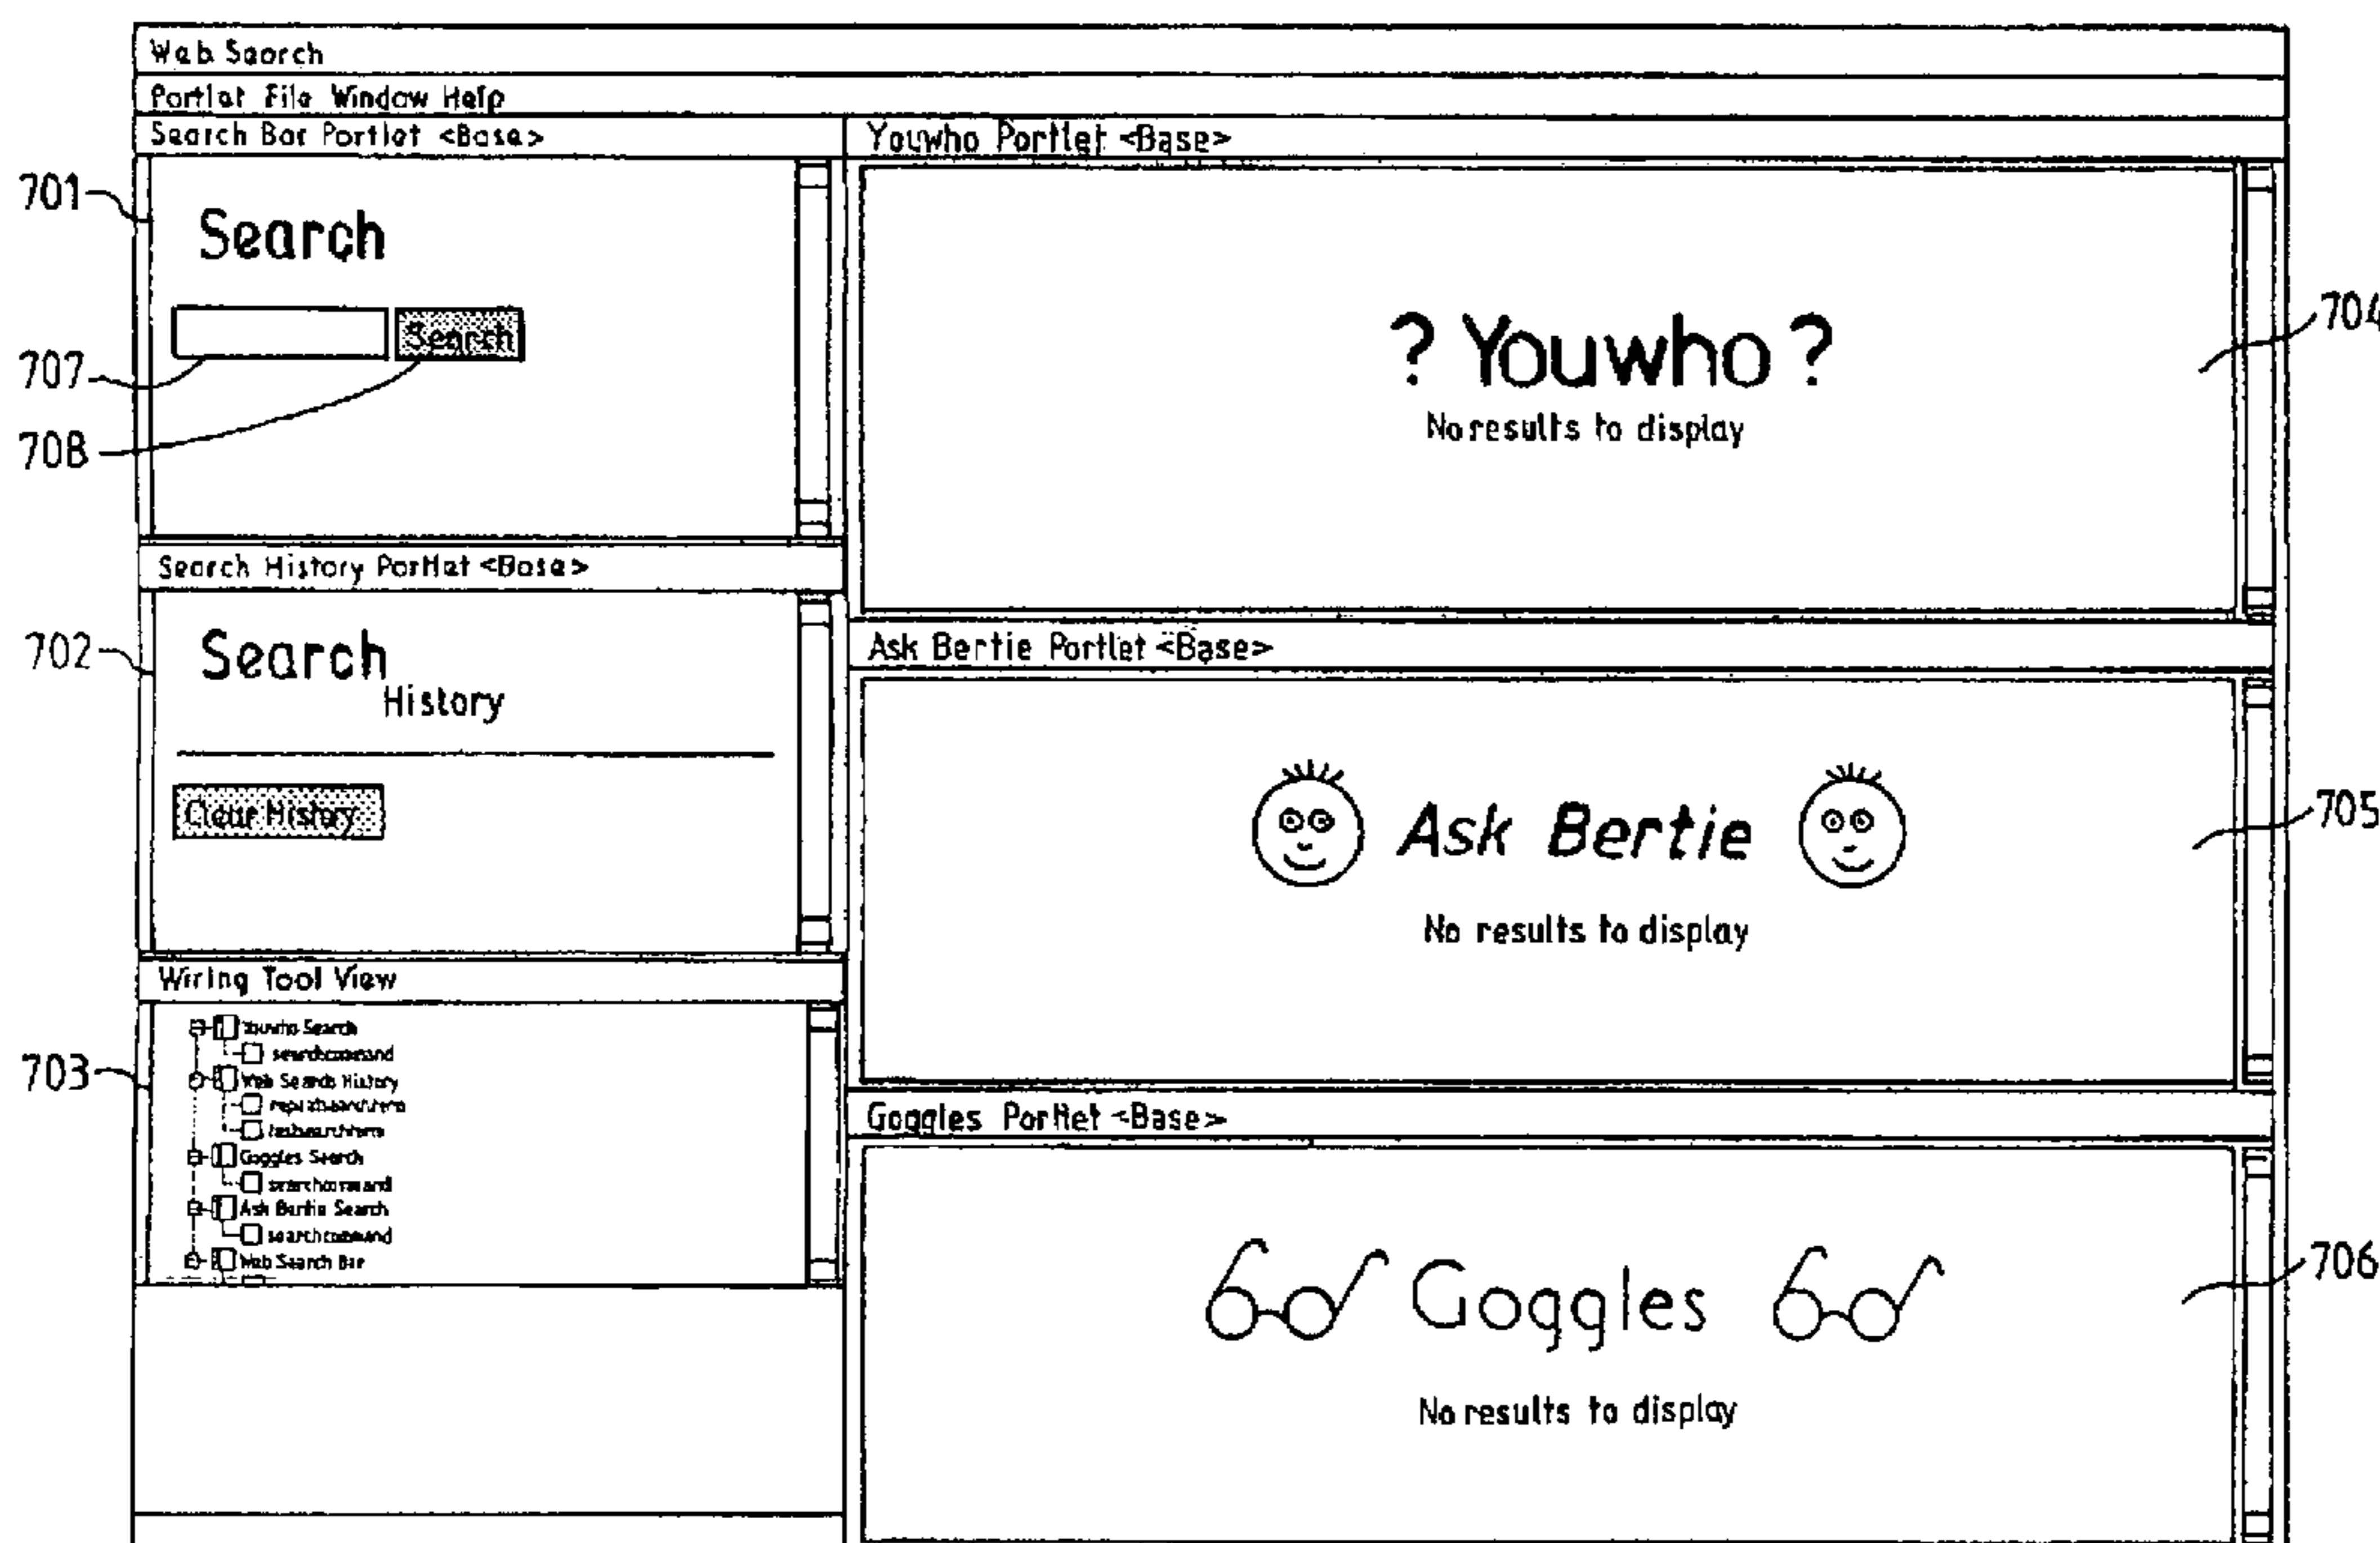 Web Search
Portlet File Window Help
Search Bar Portlet <Base>
701
Search
Search
707
708
Search History Portlet <Base>
702
Search
History
Clear History
Wiring Tool View
703
Youwho Search
searchcommand
Web Search History
repeatsearchterm
Goggles Search
searchcommand
Ask Bertie Search
searchcommand
Web Search Bar
Youwho Portlet <Base>
? Youwho ?
No results to display
704
Ask Bertie Portlet <Base>
Ask Bertie
No results to display
705
Goggles Portlet <Base>
Goggles
No results to display
706